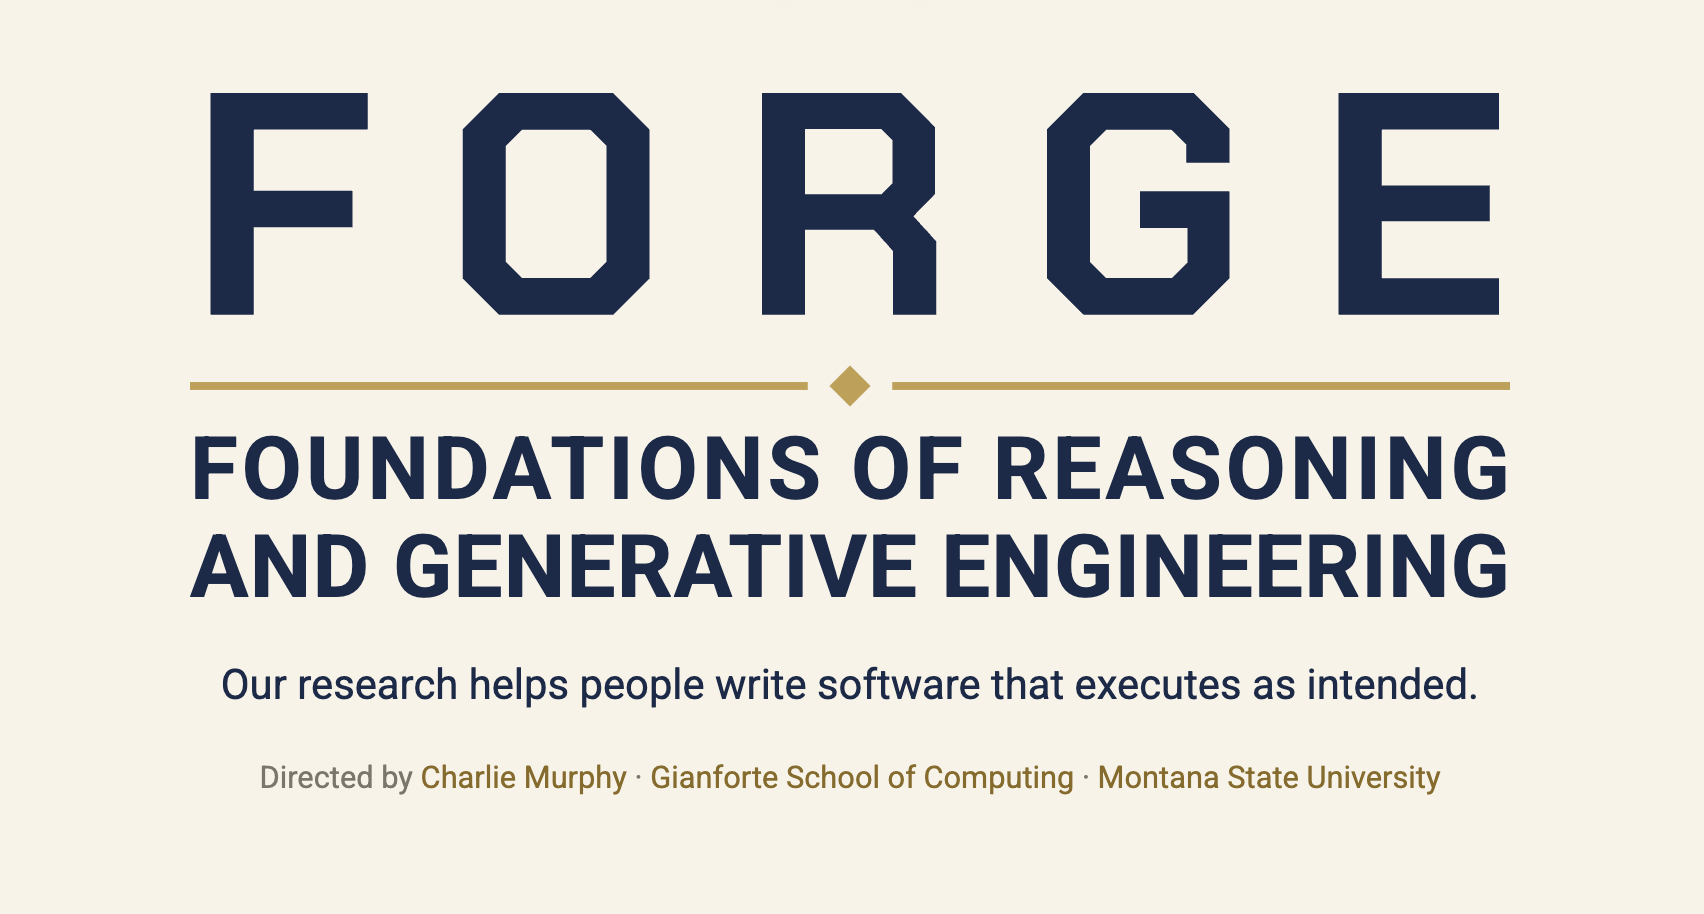 FORGE
FOUNDATIONS OF REASONING
AND GENERATIVE ENGINEERING
Our research helps people write software that executes as intended.
Directed by Charlie Murphy · Gianforte School of Computing · Montana State University